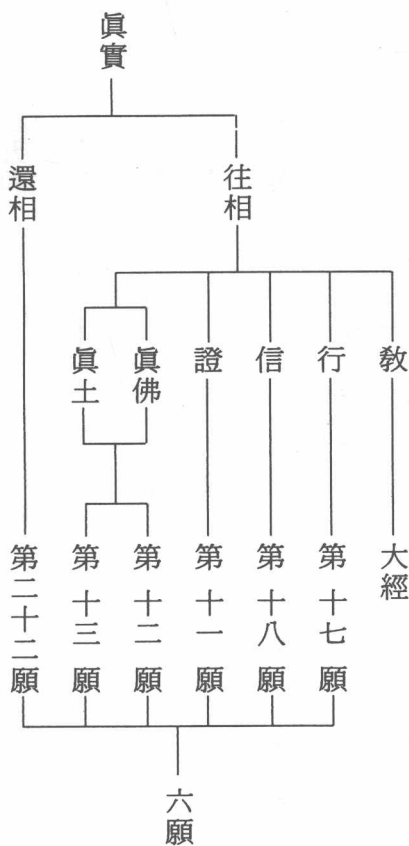 眞實
往相
還相
敎
行
信
證
眞佛
眞土
大經
第十七願
第十八願
第十一願
第十二願
第十三願
第二十二願
六願